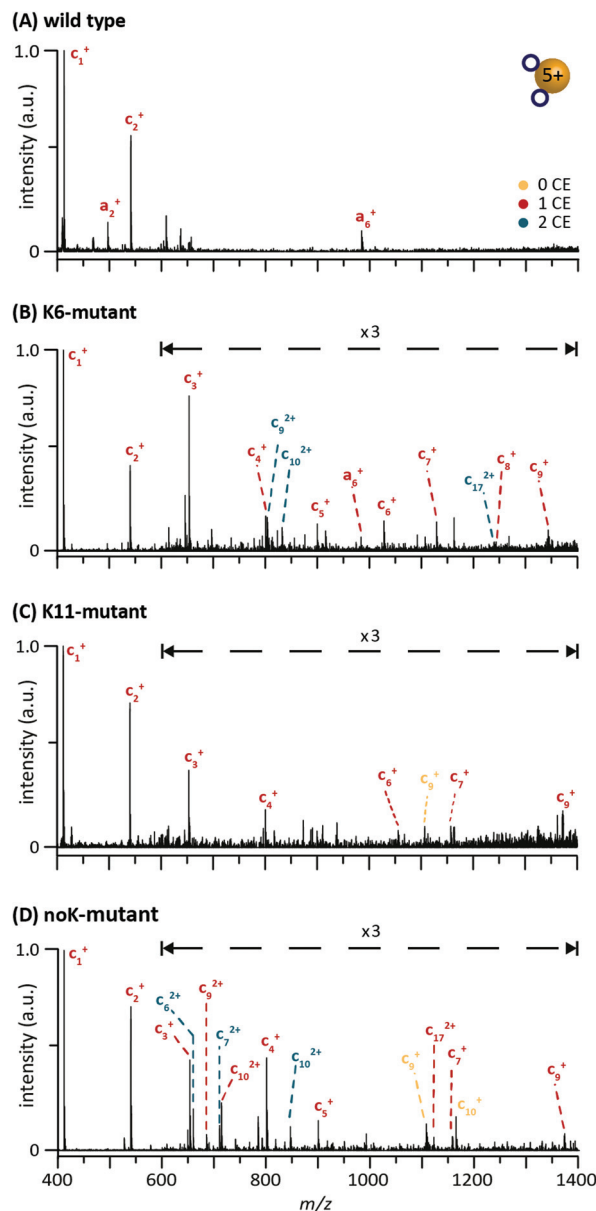 (A) wild type
1.0
c1+
5+
c2+
0 CE
1 CE
2 CE
a2+
a6+
intensity (a.u.)
0
(B) K6-mutant
x3
1.0
c1+
c3+
c9 2+
c2+
c4+
c10 2+
c7+
c8+
a6+
c17 2+
c9+
c5+
c6+
intensity (a.u.)
0
(C) K11-mutant
x3
1.0
c1+
c2+
c3+
c4+
c6+
c9+
c7+
c9+
intensity (a.u.)
0
(D) noK-mutant
x3
1.0
c1+
c9 2+
c2+
c6 2+
c3+
c7 2+
c4+
c17 2+
c10 2+
c10 2+
c9+
c7+
c9+
c5+
c10+
intensity (a.u.)
0
400 600 800 1000 1200 1400
m/z